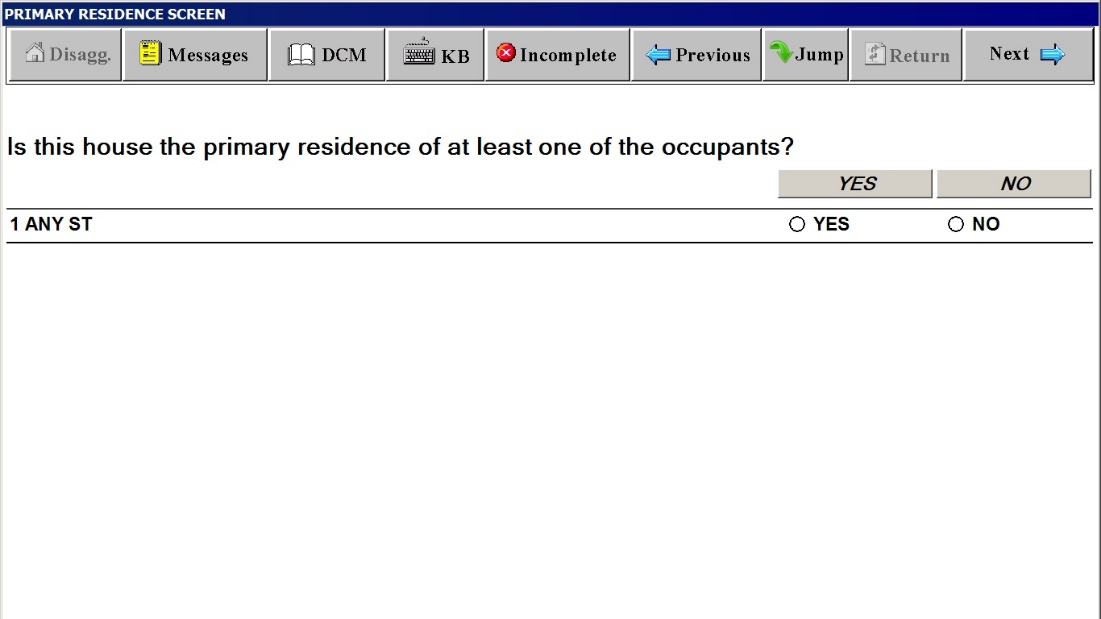 PRIMARY RESIDENCE SCREEN
Disagg. Messages DCM KB Incomplete Previous Jump Return Next
Is this house the primary residence of at least one of the occupants?
YES NO
1 ANY ST YES NO